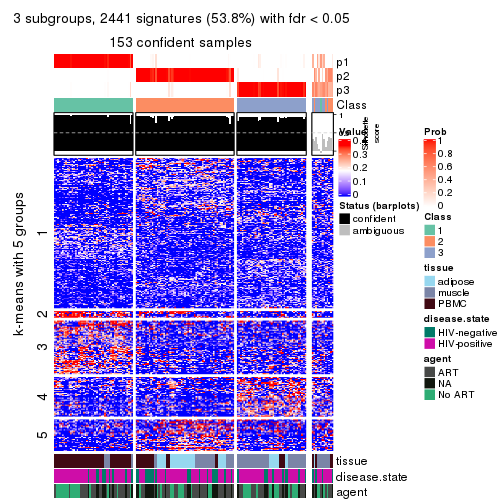 3 subgroups, 2441 signatures (53.8%) with fdr < 0.05
153 confident samples
p1
p2
p3
Class
1
Silhouette
score
k-means with 5 groups
1
2
3
4
5
tissue
disease.state
agent
Value
0.4
0.3
0.2
0.1
0
Status (barplots)
confident
ambiguous
Prob
1
0.8
0.6
0.4
0.2
0
Class
1
2
3
tissue
adipose
muscle
PBMC
disease.state
HIV-negative
HIV-positive
agent
ART
NA
No ART